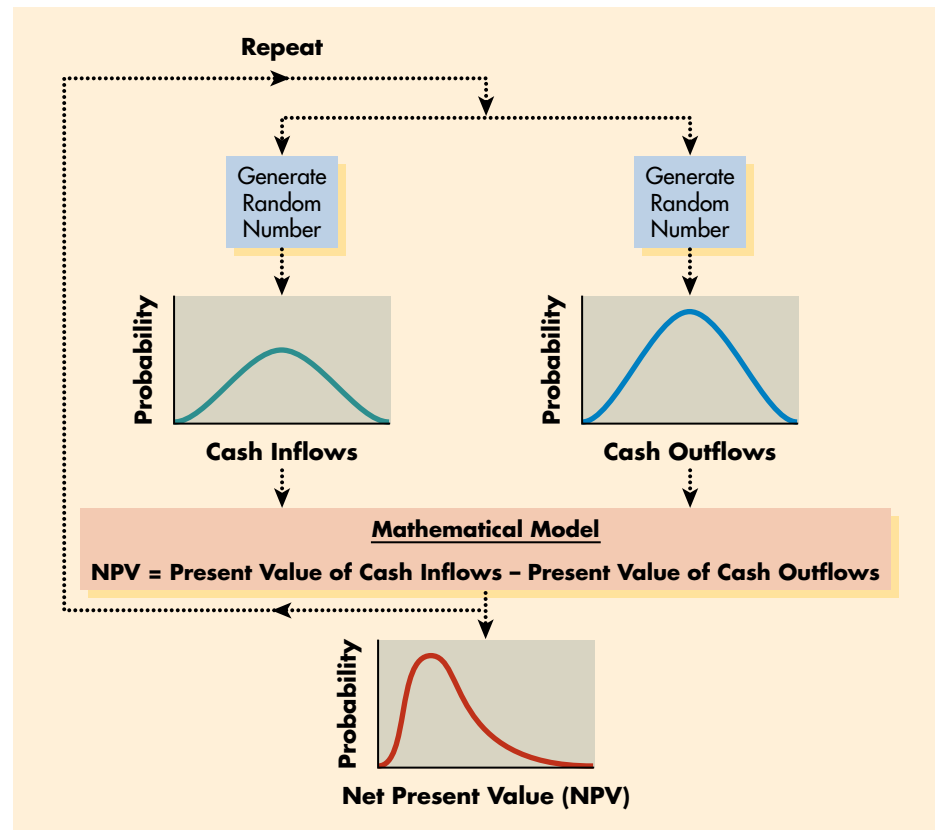 Repeat
Generate
Random
Number
Generate
Random
Number
Probability
Cash Inflows
Probability
Cash Outflows
Mathematical Model
NPV = Present Value of Cash Inflows – Present Value of Cash Outflows
Probability
Net Present Value (NPV)